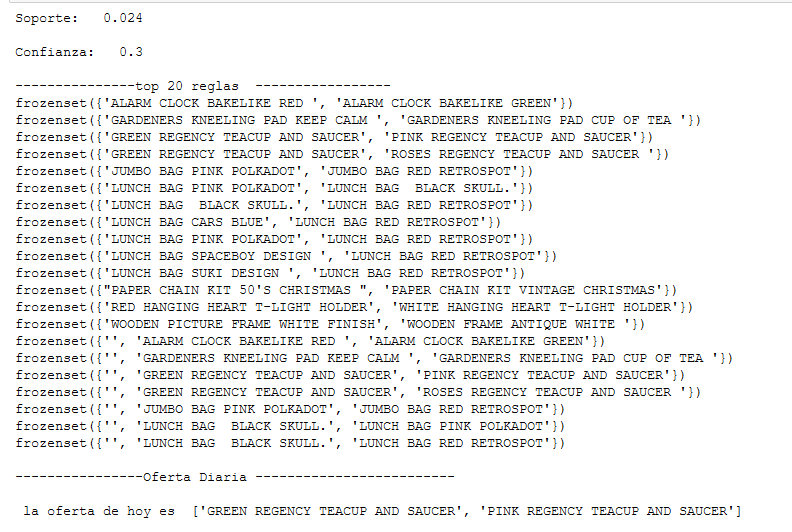 Soporte:   0.024
Confianza:   0.3
---------------top 20 reglas  -----------------
frozenset({'ALARM CLOCK BAKELIKE RED ', 'ALARM CLOCK BAKELIKE GREEN'})
frozenset({'GARDENERS KNEELING PAD KEEP CALM ', 'GARDENERS KNEELING PAD CUP OF TEA '})
frozenset({'GREEN REGENCY TEACUP AND SAUCER', 'PINK REGENCY TEACUP AND SAUCER'})
frozenset({'GREEN REGENCY TEACUP AND SAUCER', 'ROSES REGENCY TEACUP AND SAUCER '})
frozenset({'JUMBO BAG PINK POLKADOT', 'JUMBO BAG RED RETROSPOT'})
frozenset({'LUNCH BAG PINK POLKADOT', 'LUNCH BAG  BLACK SKULL.'})
frozenset({'LUNCH BAG  BLACK SKULL.', 'LUNCH BAG RED RETROSPOT'})
frozenset({'LUNCH BAG CARS BLUE', 'LUNCH BAG RED RETROSPOT'})
frozenset({'LUNCH BAG PINK POLKADOT', 'LUNCH BAG RED RETROSPOT'})
frozenset({'LUNCH BAG SPACEBOY DESIGN ', 'LUNCH BAG RED RETROSPOT'})
frozenset({'LUNCH BAG SUKI DESIGN ', 'LUNCH BAG RED RETROSPOT'})
frozenset({"PAPER CHAIN KIT 50'S CHRISTMAS ", 'PAPER CHAIN KIT VINTAGE CHRISTMAS'})
frozenset({'RED HANGING HEART T-LIGHT HOLDER', 'WHITE HANGING HEART T-LIGHT HOLDER'})
frozenset({'WOODEN PICTURE FRAME WHITE FINISH', 'WOODEN FRAME ANTIQUE WHITE '})
frozenset({'', 'ALARM CLOCK BAKELIKE RED ', 'ALARM CLOCK BAKELIKE GREEN'})
frozenset({'', 'GARDENERS KNEELING PAD KEEP CALM ', 'GARDENERS KNEELING PAD CUP OF TEA '})
frozenset({'', 'GREEN REGENCY TEACUP AND SAUCER', 'PINK REGENCY TEACUP AND SAUCER'})
frozenset({'', 'GREEN REGENCY TEACUP AND SAUCER', 'ROSES REGENCY TEACUP AND SAUCER '})
frozenset({'', 'JUMBO BAG PINK POLKADOT', 'JUMBO BAG RED RETROSPOT'})
frozenset({'', 'LUNCH BAG  BLACK SKULL.', 'LUNCH BAG PINK POLKADOT'})
frozenset({'', 'LUNCH BAG  BLACK SKULL.', 'LUNCH BAG RED RETROSPOT'})
----------------Oferta Diaria -------------------------
la oferta de hoy es  ['GREEN REGENCY TEACUP AND SAUCER', 'PINK REGENCY TEACUP AND SAUCER']